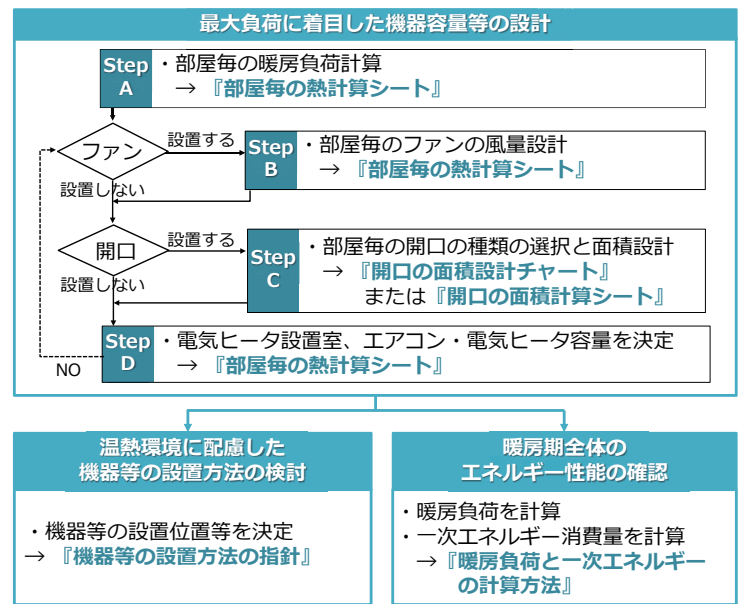 最大負荷に着目した機器容量等の設計
Step
A
・部屋毎の暖房負荷計算
→ 『部屋毎の熱計算シート』
ファン
設置する
設置しない
Step
B
・部屋毎のファンの風量設計
→ 『部屋毎の熱計算シート』
開口
設置する
設置しない
Step
C
・部屋毎の開口の種類の選択と面積設計
→ 『開口の面積設計チャート』
または『開口の面積計算シート』
Step
D
・電気ヒータ設置室、エアコン・電気ヒータ容量を決定
→ 『部屋毎の熱計算シート』
NO
温熱環境に配慮した
機器等の設置方法の検討
・機器等の設置位置等を決定
→ 『機器等の設置方法の指針』
暖房期全体の
エネルギー性能の確認
・暖房負荷を計算
・一次エネルギー消費量を計算
→『暖房負荷と一次エネルギー
の計算方法』